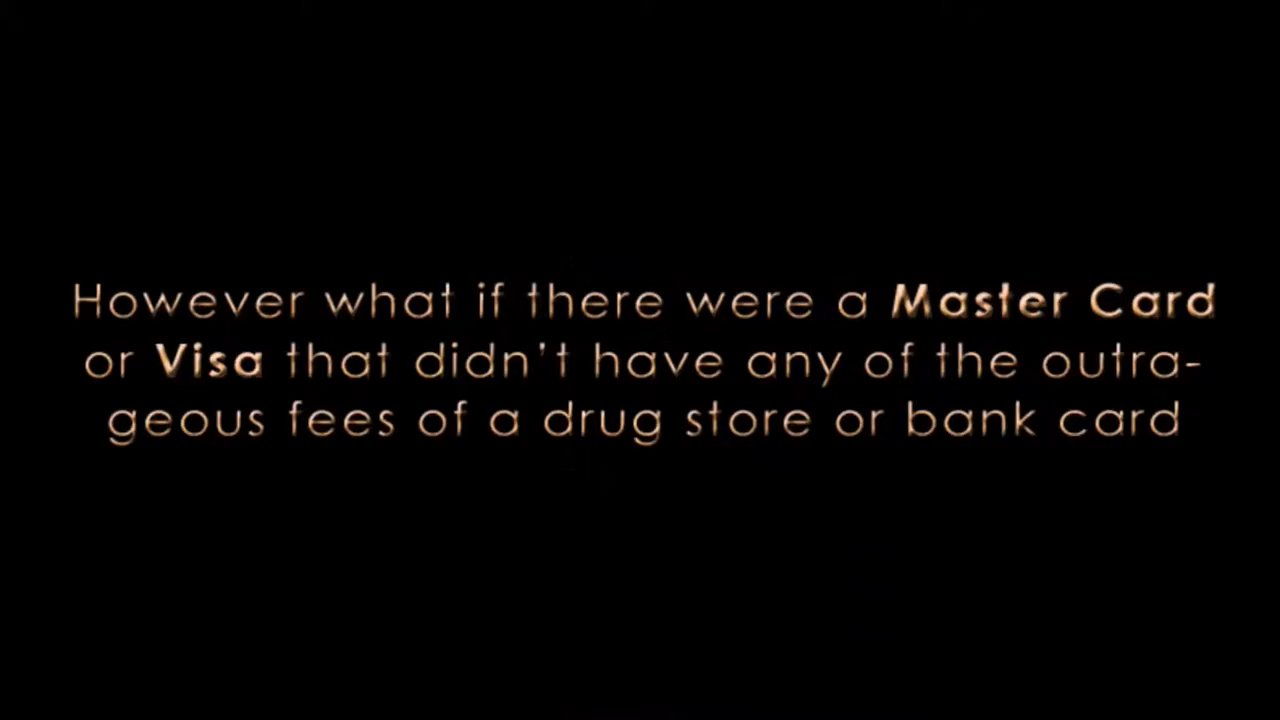 However what if there were a Master Card
or Visa that didn't have any of the outra-
geous fees of a drug store or bank card